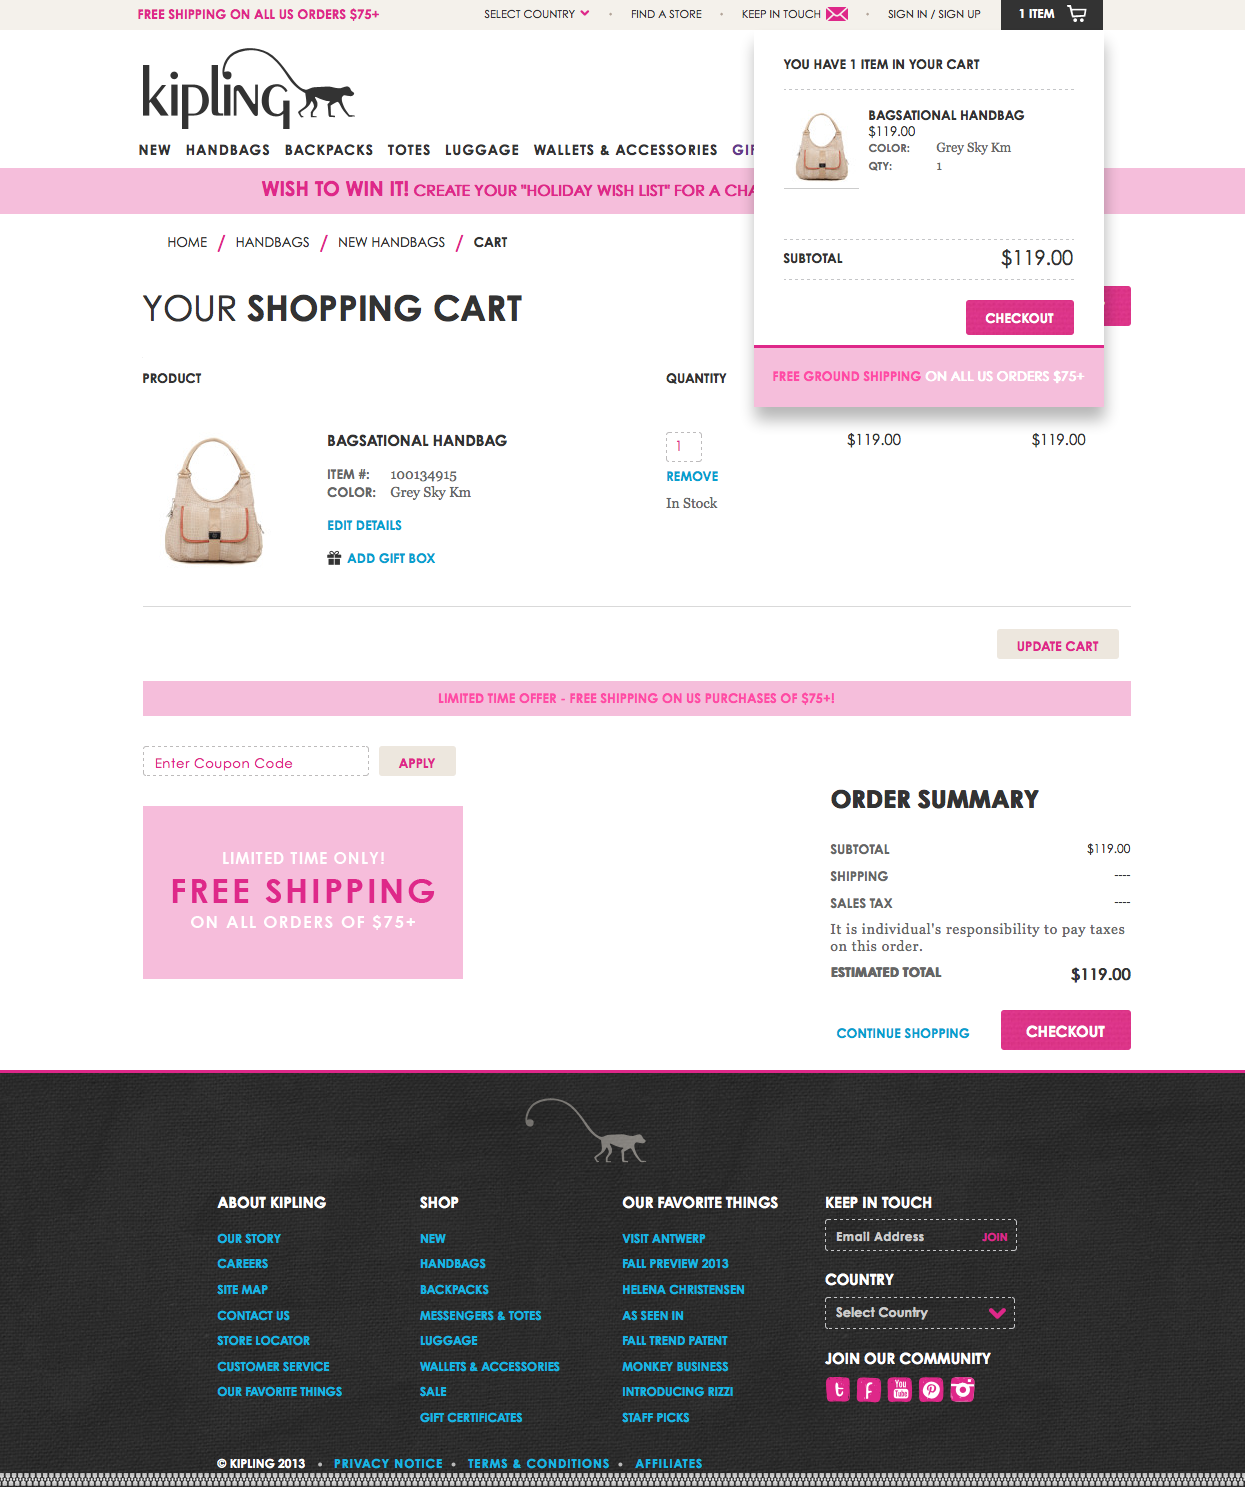 FREE SHIPPING ON ALL US ORDERS $75+
SELECT COUNTRY • FIND A STORE • KEEP IN TOUCH • SIGN IN / SIGN UP
1 ITEM
kipling
NEW HANDBAGS BACKPACKS TOTES LUGGAGE WALLETS & ACCESSORIES GIF
WISH TO WIN IT! CREATE YOUR "HOLIDAY WISH LIST" FOR A CHA
YOU HAVE 1 ITEM IN YOUR CART
BAGSATIONAL HANDBAG
$119.00
COLOR: Grey Sky Km
QTY: 1
SUBTOTAL $119.00
CHECKOUT
FREE GROUND SHIPPING ON ALL US ORDERS $75+
HOME / HANDBAGS / NEW HANDBAGS / CART
YOUR SHOPPING CART
PRODUCT QUANTITY
BAGSATIONAL HANDBAG
ITEM #: 100134915
COLOR: Grey Sky Km
EDIT DETAILS
ADD GIFT BOX
1
REMOVE
In Stock
$119.00 $119.00
UPDATE CART
LIMITED TIME OFFER - FREE SHIPPING ON US PURCHASES OF $75+!
Enter Coupon Code APPLY
LIMITED TIME ONLY!
FREE SHIPPING
ON ALL ORDERS OF $75+
ORDER SUMMARY
SUBTOTAL $119.00
SHIPPING ----
SALES TAX ----
It is individual's responsibility to pay taxes
on this order.
ESTIMATED TOTAL $119.00
CONTINUE SHOPPING CHECKOUT
ABOUT KIPLING
OUR STORY
CAREERS
SITE MAP
CONTACT US
STORE LOCATOR
CUSTOMER SERVICE
OUR FAVORITE THINGS
SHOP
NEW
HANDBAGS
BACKPACKS
MESSENGERS & TOTES
LUGGAGE
WALLETS & ACCESSORIES
SALE
GIFT CERTIFICATES
OUR FAVORITE THINGS
VISIT ANTWERP
FALL PREVIEW 2013
HELENA CHRISTENSEN
AS SEEN IN
FALL TREND PATENT
MONKEY BUSINESS
INTRODUCING RIZZI
STAFF PICKS
KEEP IN TOUCH
Email Address JOIN
COUNTRY
Select Country
JOIN OUR COMMUNITY
You Tube
© KIPLING 2013 • PRIVACY NOTICE • TERMS & CONDITIONS • AFFILIATES